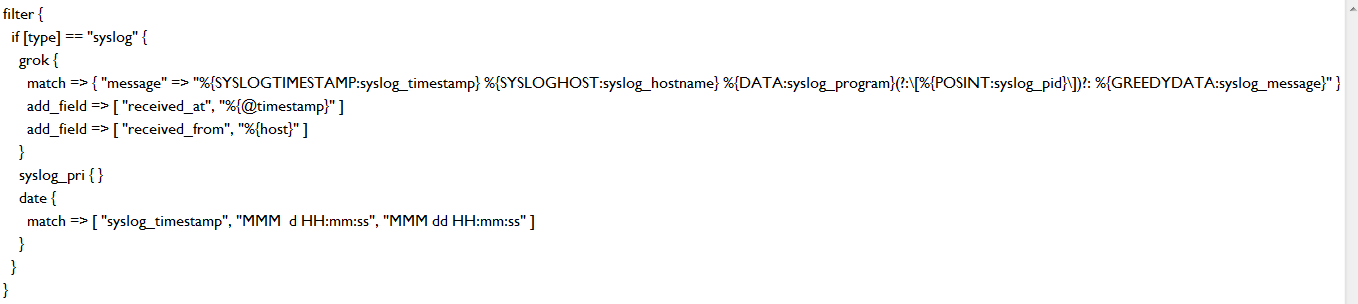 filter {
  if [type] == "syslog" {
    grok {
      match => { "message" => "%{SYSLOGTIMESTAMP:syslog_timestamp} %{SYSLOGHOST:syslog_hostname} %{DATA:syslog_program}(?:\[%{POSINT:syslog_pid}\])?: %{GREEDYDATA:syslog_message}" }
      add_field => [ "received_at", "%{@timestamp}" ]
      add_field => [ "received_from", "%{host}" ]
    }
    syslog_pri { }
    date {
      match => [ "syslog_timestamp", "MMM  d HH:mm:ss", "MMM dd HH:mm:ss" ]
    }
  }
}